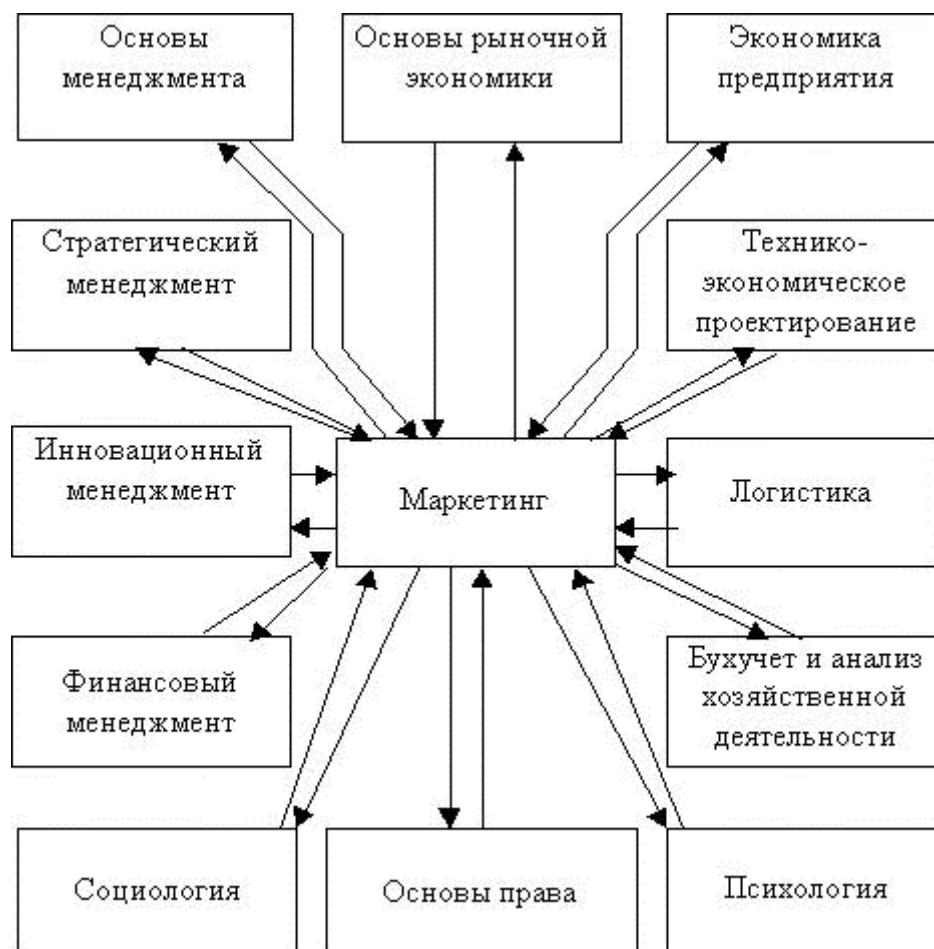 Основы
менеджмента
Основы рыночной
экономики
Экономика
предприятия
Стратегический
менеджмент
Технико-
экономическое
проектирование
Инновационный
менеджмент
Маркетинг
Логистика
Финансовый
менеджмент
Бухучет и анализ
хозяйственной
деятельности
Социология
Основы права
Психология